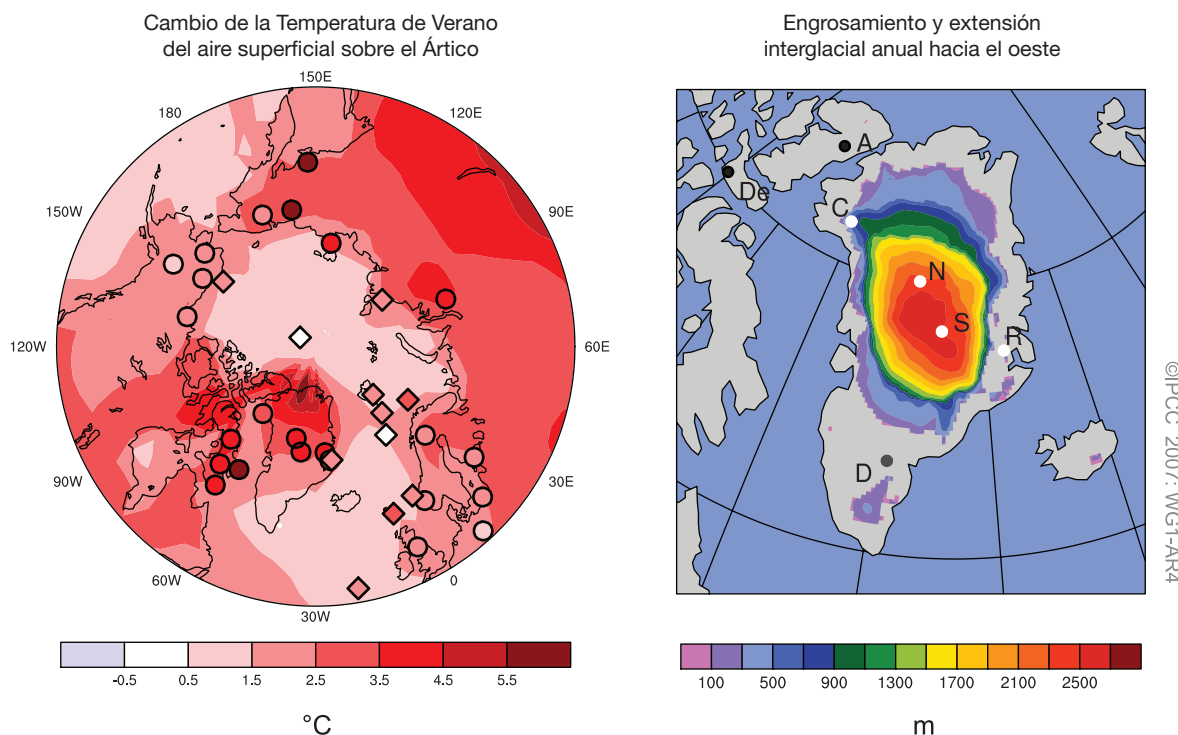 Cambio de la Temperatura de Verano
del aire superficial sobre el Ártico
150E
180
120E
150W
90E
120W
60E
90W
30E
60W
0
30W
-0.5
0.5
1.5
2.5
3.5
4.5
5.5
°C
Engrosamiento y extensión
interglacial anual hacia el oeste
A
De
C
N
S
R
D
100
500
900
1300
1700
2100
2500
m
©IPCC 2007: WG1-AR4